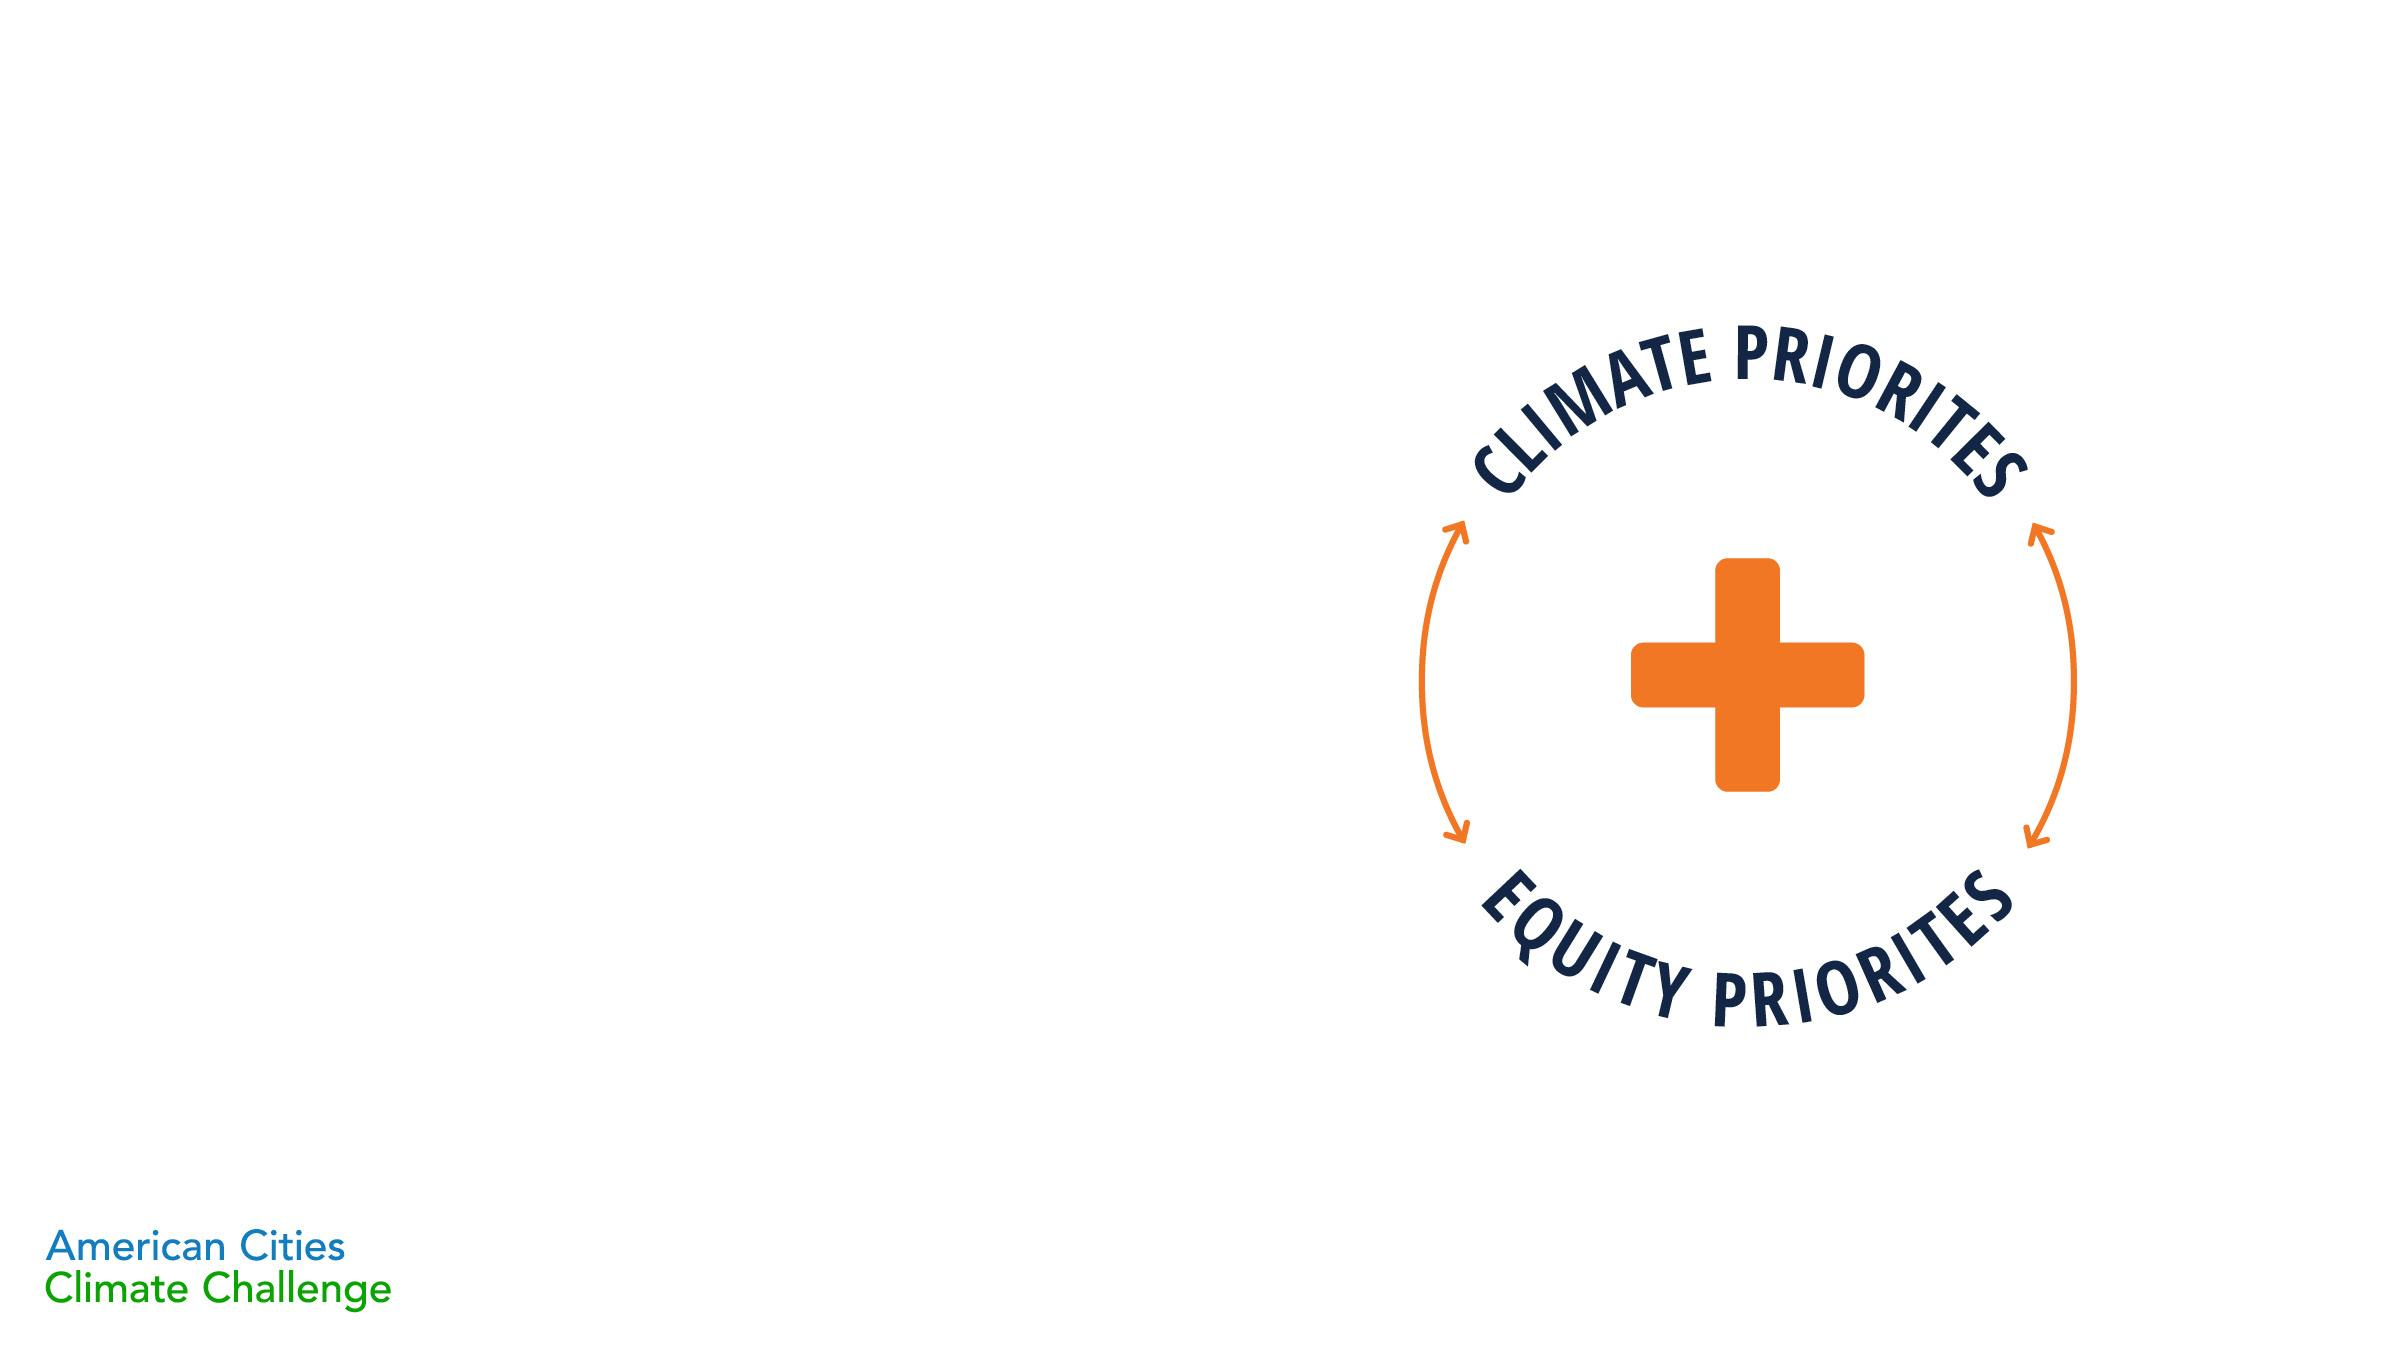 CLIMATE PRIORITES
EQUITY PRIORITES
American Cities
Climate Challenge